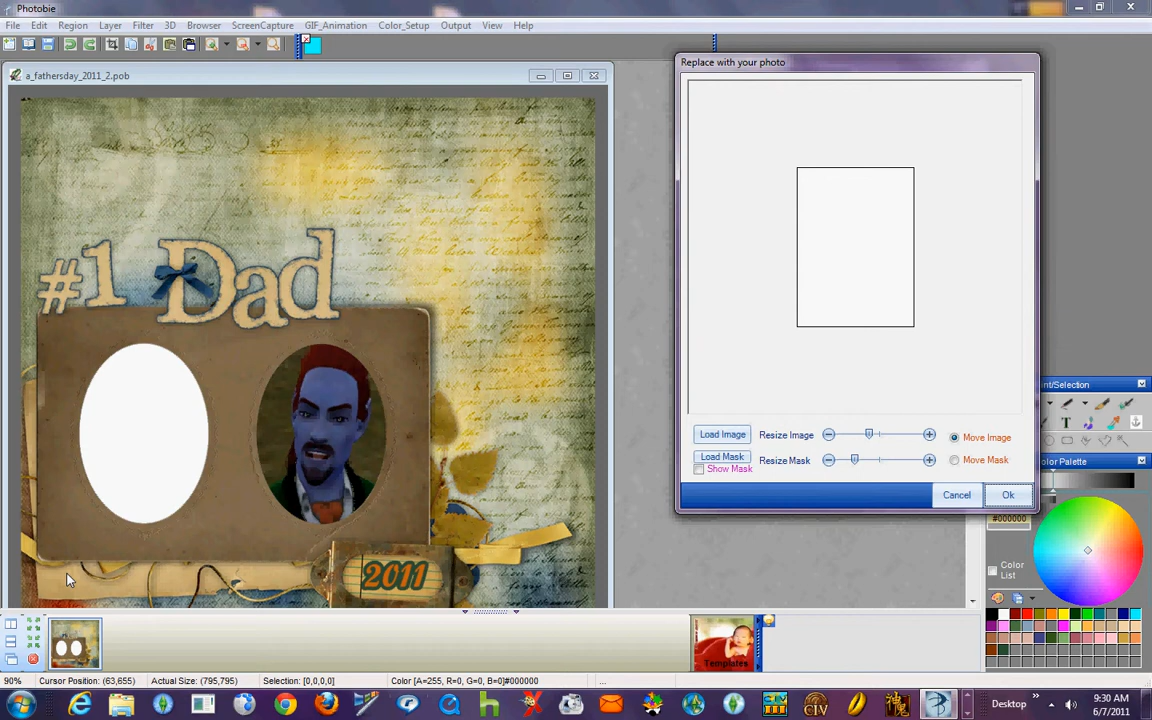 Photobie
File Edit Region Layer Filter 3D Browser ScreenCapture GIF_Animation Color_Setup Output View Help
a_fathersday_2011_2.pob
Replace with your photo
#1 Dad
Load Image Resize Image Move Image
Load Mask Resize Mask Move Mask
Show Mask
Cancel Ok
int/Selection
Color Palette
#000000
Color
List
2011
Templates
90% Cursor Position: (63,655) Actual Size: (795,795) Selection: [0,0,0,0] Color [A=255, R=0, G=0, B=0]#000000 ...
CIV
Desktop
9:30 AM
6/7/2011